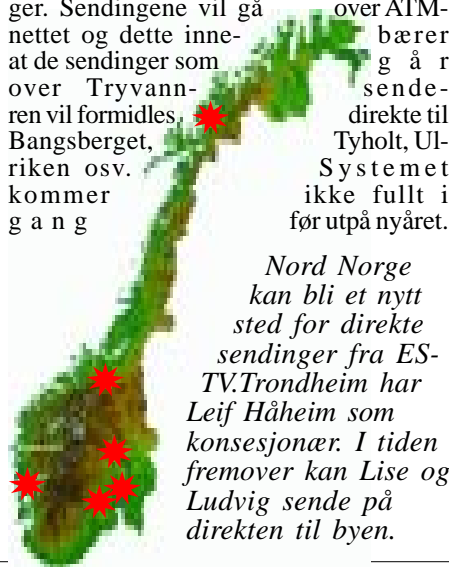 ger. Sendingene vil gå over ATM-
nettet og dette inne- bærer
at de sendinger som går
over Tryvann- sende-
ren vil formidles direkte til
Bangsberget, Tyholt, Ul-
riken osv. Systemet
kommer ikke fullt i
gang før utpå nyåret.
Nord Norge
kan bli et nytt
sted for direkte
sendinger fra ES-
TV.Trondheim har
Leif Håheim som
konsesjonær. I tiden
fremover kan Lise og
Ludvig sende på
direkten til byen.